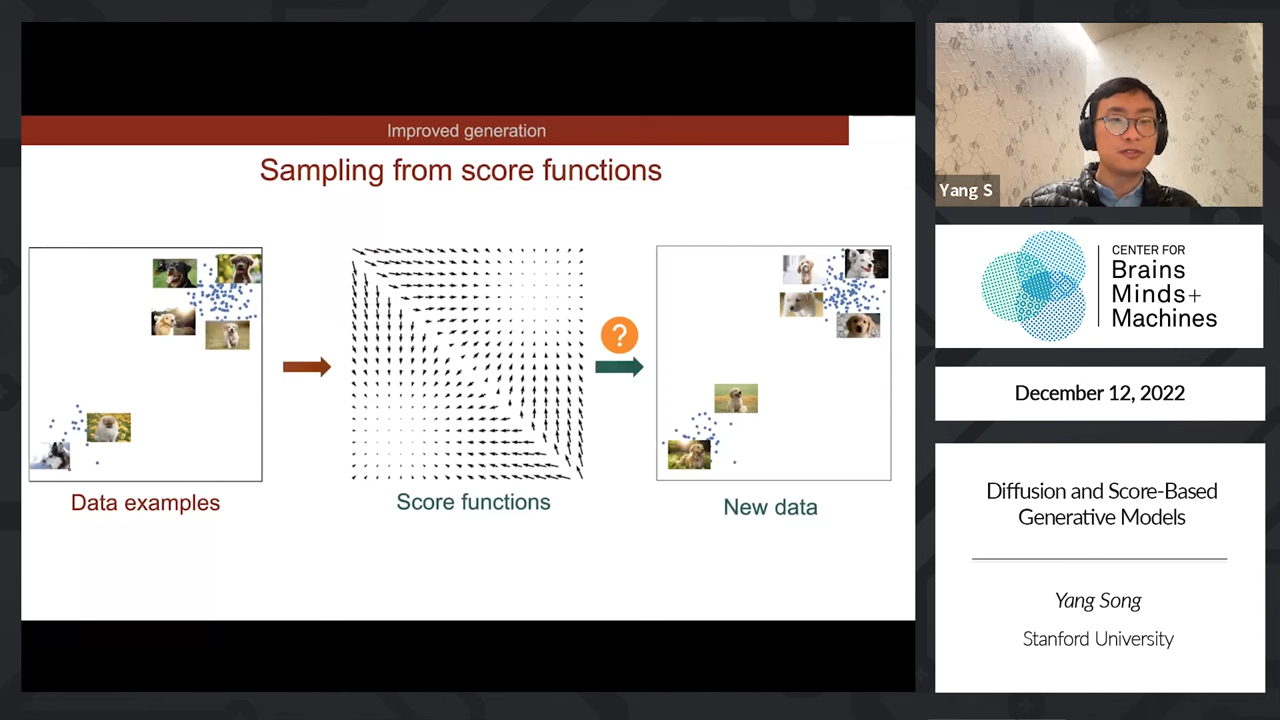 Improved generation
Sampling from score functions
?
Data examples
Score functions
New data
Yang S
CENTER FOR
Brains
Minds+
Machines
December 12, 2022
Diffusion and Score-Based
Generative Models
Yang Song
Stanford University